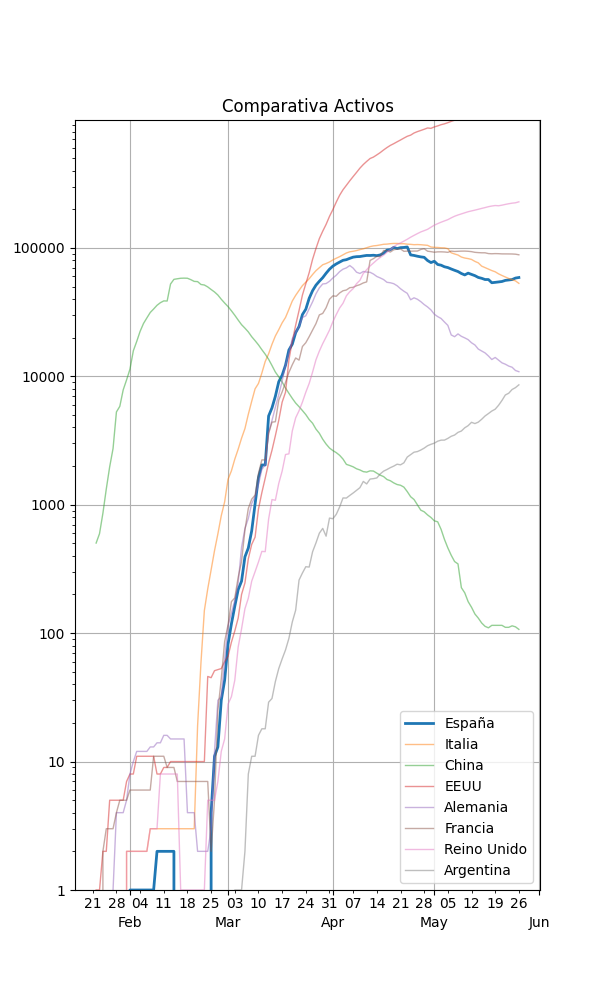 Comparativa Activos
100000
10000
1000
100
10
1
España
Italia
China
EEUU
Alemania
Francia
Reino Unido
Argentina
21 28 04 11 18 25 03 10 17 24 31 07 14 21 28 05 12 19 26
Feb Mar Apr May Jun